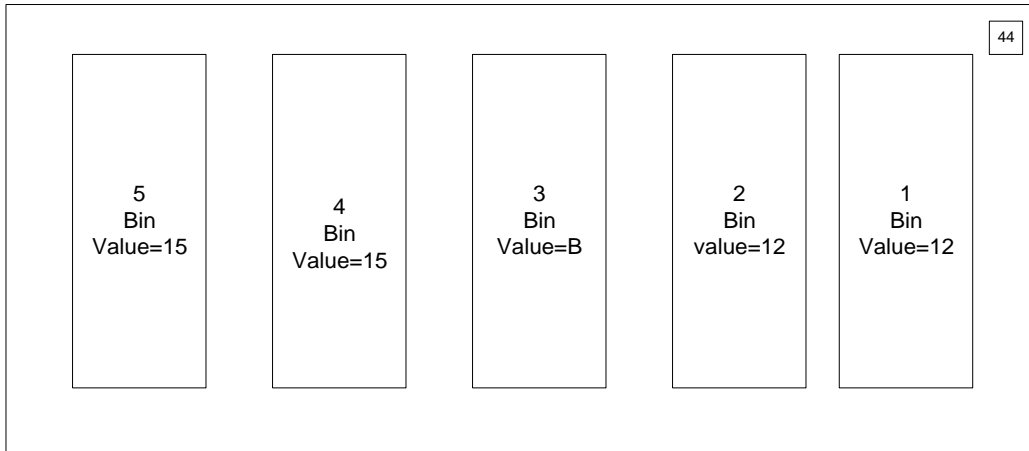 44
5
Bin
Value=15
4
Bin
Value=15
3
Bin
Value=B
2
Bin
value=12
1
Bin
Value=12